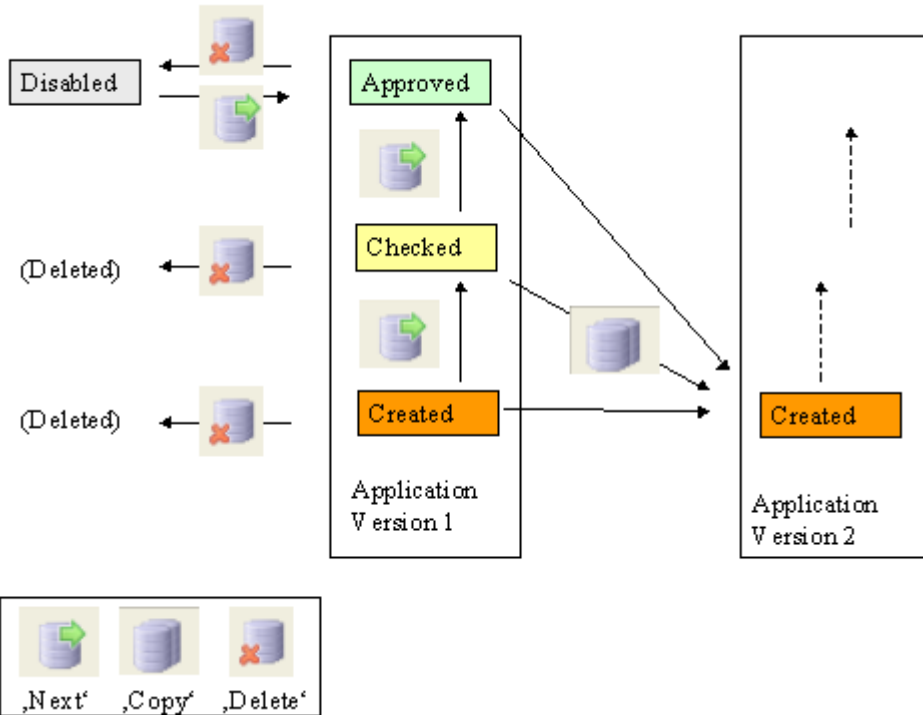 Disabled
Approved
Checked
(Deleted)
(Deleted)
Created
Created
Application
Version 1
Application
Version 2
‚Next‘
‚Copy‘
‚Delete‘